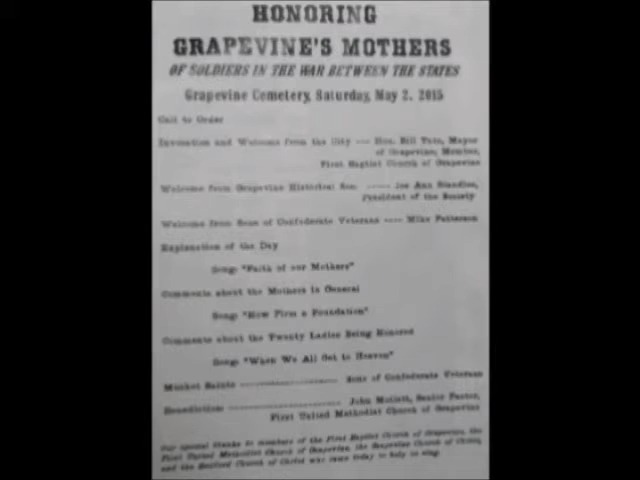 HONORING
GRAPEVINE'S MOTHERS
OF SOLDIERS IN THE WAR BETWEEN THE STATES
Grapevine Cemetery, Saturday, May 2, 2015
Call to Order
Invocation and Welcome from the City --- Hon. Bill Tate, Mayor
of Grapevine; Member,
First Baptist Church of Grapevine
Welcome from Grapevine Historical Soc ----- Joe Ann Standlee,
President of the Society
Welcome from Sons of Confederate Veterans ---- Mike Patterson
Explanation of the Day
Song: "Faith of our Mothers"
Comments about the Mothers in General
Song: "How Firm a Foundation"
Comments about the Twenty Ladies Being Honored
Song: "When We All Get to Heaven"
Musket Salute -------------------- Sons of Confederate Veterans
Benediction ----------------------- John Senior Pastor,
First United Methodist Church of Grapevine
Our special thanks to members of the First Baptist Church of Grapevine, the
First United Methodist Church of Grapevine, the Grapevine Church of Christ,
and the Church of Christ who came today to help us sing.